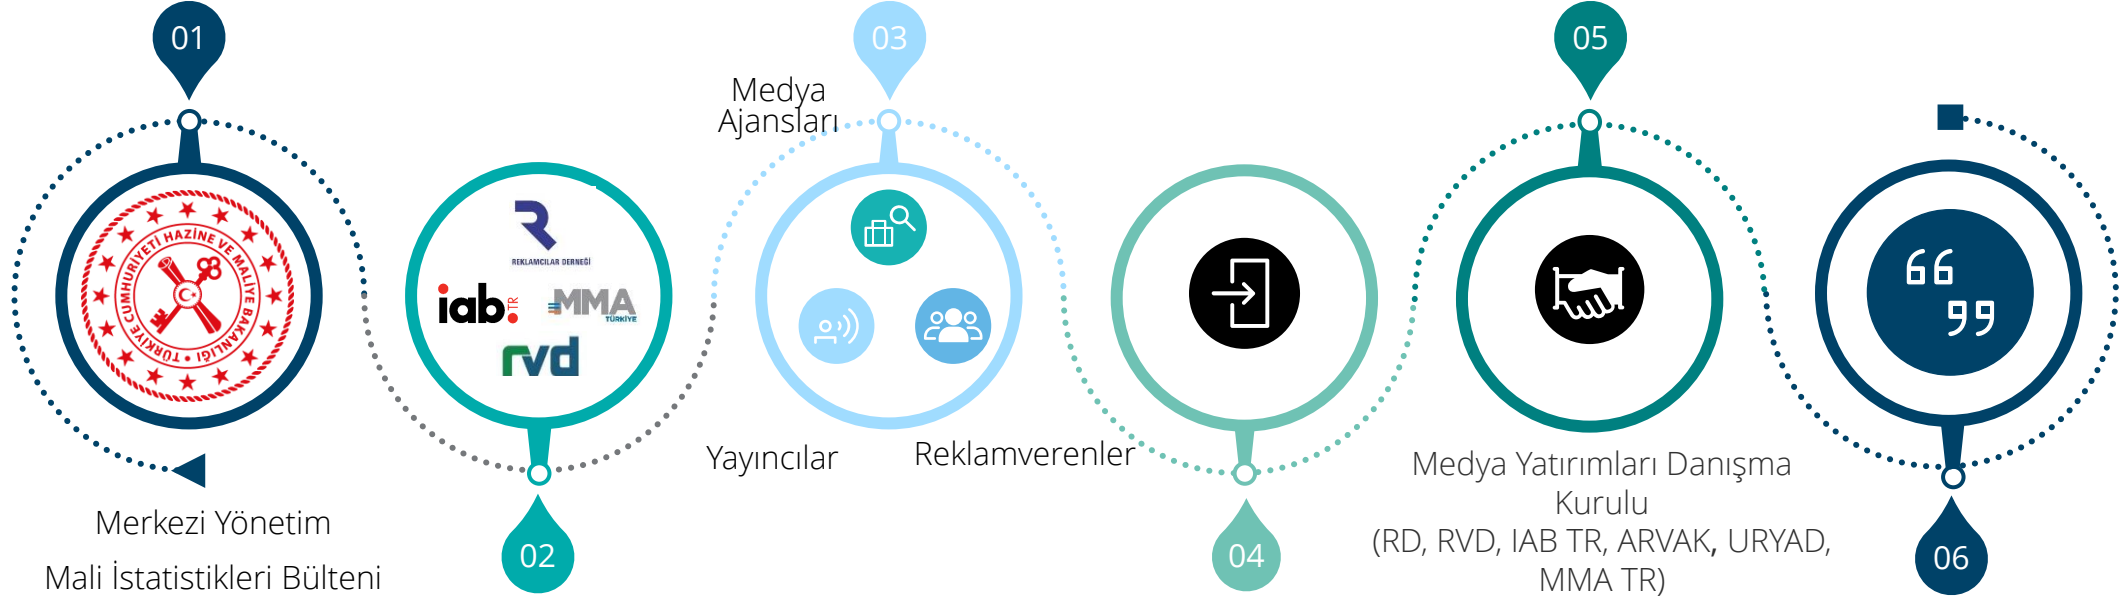 01
TÜRKİYE CUMHURİYETİ HAZİNE VE MALİYE BAKANLIĞI
Merkezi Yönetim
Mali İstatistikleri Bülteni
REKLAMCILAR DERNEĞİ
iab:TR
MMA
TÜRKİYE
rvd
02
03
Medya
Ajansları
Yayıncılar
Reklamverenler
04
05
Medya Yatırımları Danışma
Kurulu
(RD, RVD, IAB TR, ARVAK, URYAD,
MMA TR)
66
99
06